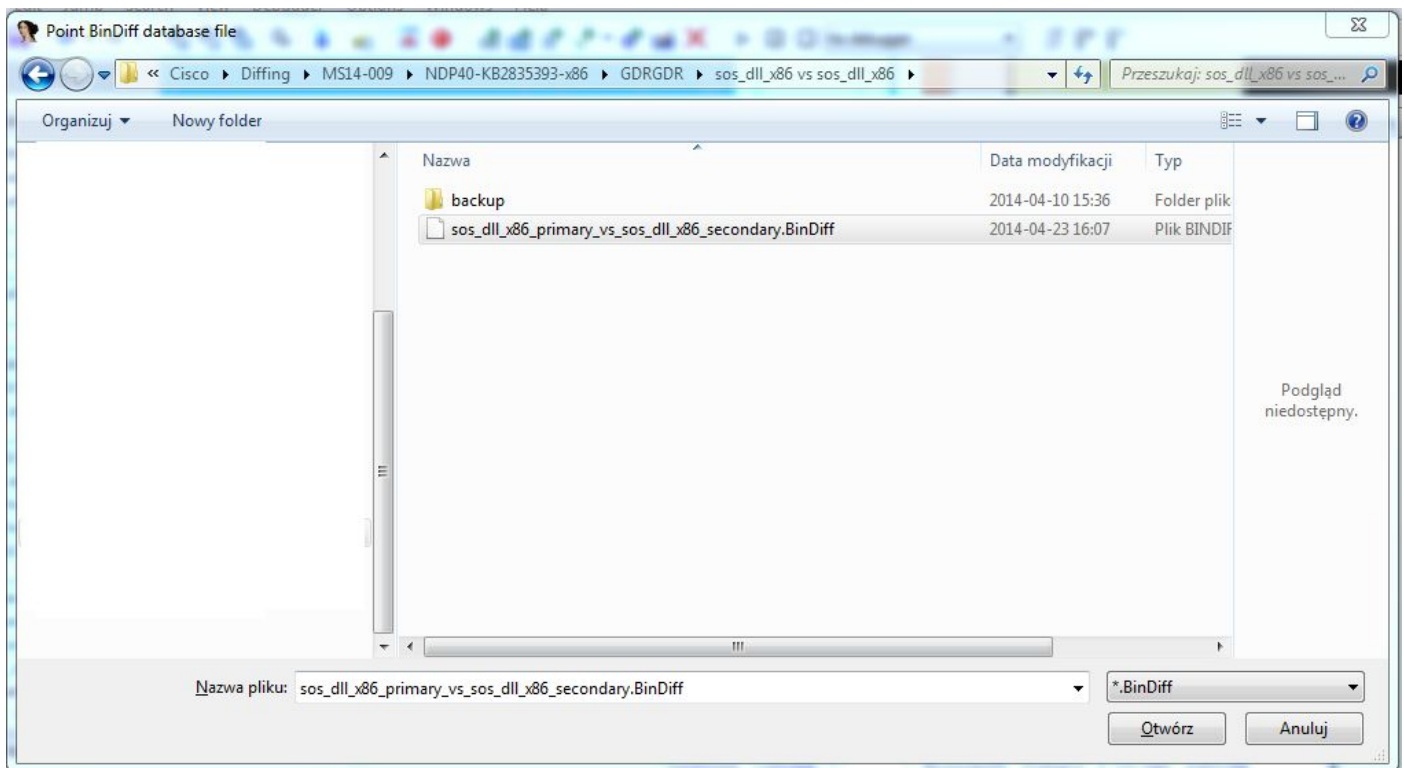 Point BinDiff database file
« Cisco ▸ Diffing ▸ MS14-009 ▸ NDP40-KB2835393-x86 ▸ GDRGDR ▸ sos_dll_x86 vs sos_dll_x86 ▸ Przeszukaj: sos_dll_x86 vs sos_...
Organizuj Nowy folder
Nazwa Data modyfikacji Typ
backup 2014-04-10 15:36 Folder plik
sos_dll_x86_primary_vs_sos_dll_x86_secondary.BinDiff 2014-04-23 16:07 Plik BINDIF
Podgląd
niedostępny.
Nazwa pliku: sos_dll_x86_primary_vs_sos_dll_x86_secondary.BinDiff *.BinDiff
Otwórz Anuluj